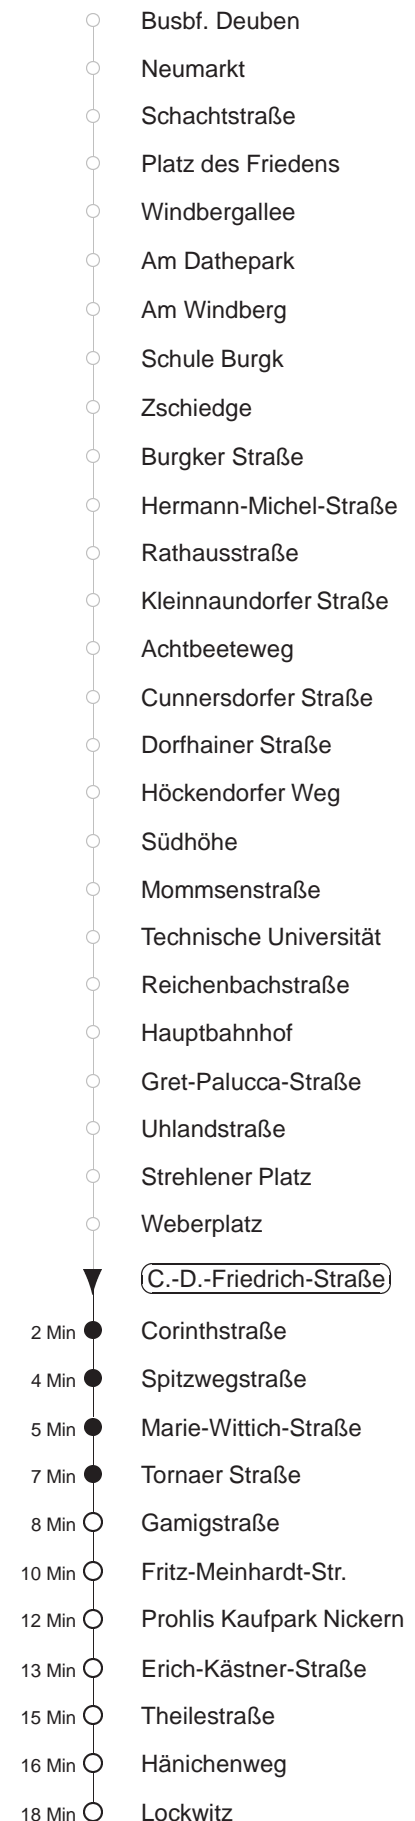 Busbf. Deuben
Neumarkt
Schachtstraße
Platz des Friedens
Windbergallee
Am Dathepark
Am Windberg
Schule Burgk
Zschiedge
Burgker Straße
Hermann-Michel-Straße
Rathausstraße
Kleinnaundorfer Straße
Achtbeeteweg
Cunnersdorfer Straße
Dorfhainer Straße
Höckendorfer Weg
Südhöhe
Mommsenstraße
Technische Universität
Reichenbachstraße
Hauptbahnhof
Gret-Palucca-Straße
Uhlandstraße
Strehlener Platz
Weberplatz
C.-D.-Friedrich-Straße
2 Min Corinthstraße
4 Min Spitzwegstraße
5 Min Marie-Wittich-Straße
7 Min Tornaer Straße
8 Min Gamigstraße
10 Min Fritz-Meinhardt-Str.
12 Min Prohlis Kaufpark Nickern
13 Min Erich-Kästner-Straße
15 Min Theilestraße
16 Min Hänichenweg
18 Min Lockwitz